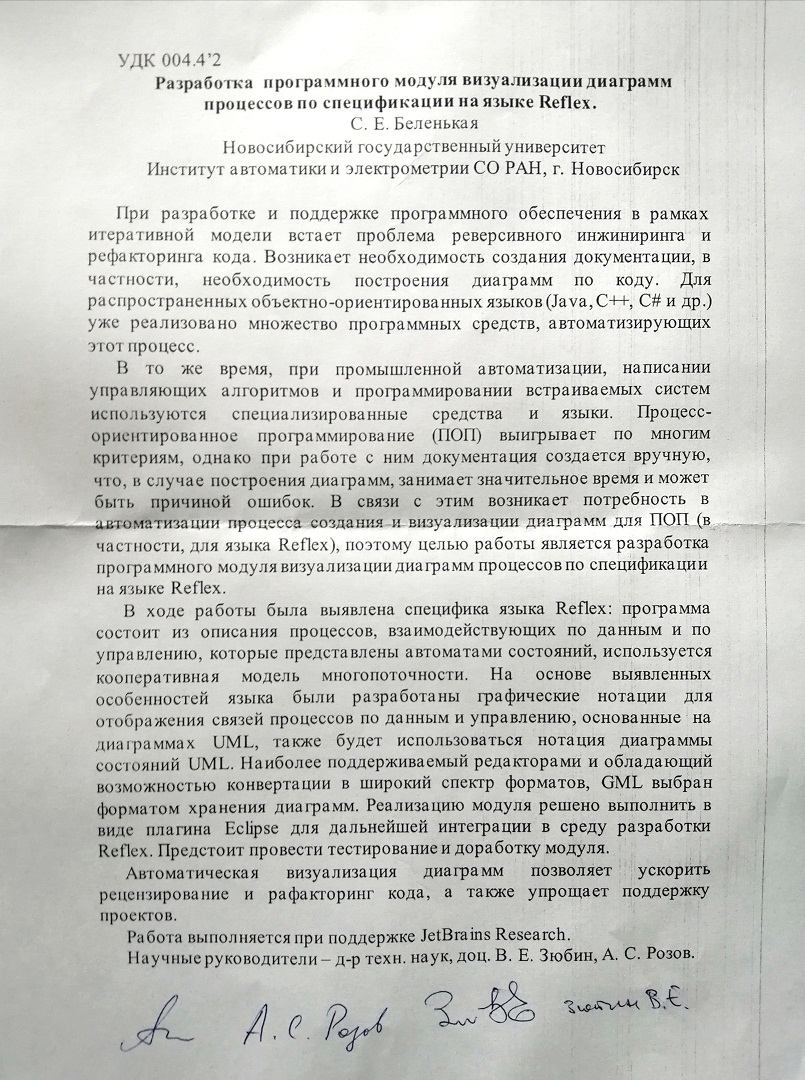 УДК 004.4’2
Разработка программного модуля визуализации диаграмм
процессов по спецификации на языке Reflex.
С. Е. Беленькая
Новосибирский государственный университет
Институт автоматики и электрометрии СО РАН, г. Новосибирск
При разработке и поддержке программного обеспечения в рамках
итеративной модели встает проблема реверсивного инжиниринга и
рефакторинга кода. Возникает необходимость создания документации, в
частности, необходимость построения диаграмм по коду. Для
распространенных объектно-ориентированных языков (Java, C++, C# и др.)
уже реализовано множество программных средств, автоматизирующих
этот процесс.
В то же время, при промышленной автоматизации, написании
управляющих алгоритмов и программировании встраиваемых систем
используются специализированные средства и языки. Процесс-
ориентированное программирование (ПОП) выигрывает по многим
критериям, однако при работе с ним документация создается вручную,
что, в случае построения диаграмм, занимает значительное время и может
быть причиной ошибок. В связи с этим возникает потребность в
автоматизации процесса создания и визуализации диаграмм для ПОП (в
частности, для языка Reflex), поэтому целью работы является разработка
программного модуля визуализации диаграмм процессов по спецификации
на языке Reflex.
В ходе работы была выявлена специфика языка Reflex: программа
состоит из описания процессов, взаимодействующих по данным и по
управлению, которые представлены автоматами состояний, используется
кооперативная модель многопоточности. На основе выявленных
особенностей языка были разработаны графические нотации для
отображения связей процессов по данным и управлению, основанные на
диаграммах UML, также будет использоваться нотация диаграммы
состояний UML. Наиболее поддерживаемый редакторами и обладающий
возможностью конвертации в широкий спектр форматов, GML выбран
форматом хранения диаграмм. Реализацию модуля решено выполнить в
виде плагина Eclipse для дальнейшей интеграции в среду разработки
Reflex. Предстоит провести тестирование и доработку модуля.
Автоматическая визуализация диаграмм позволяет ускорить
рецензирование и рафакторинг кода, а также упрощает поддержку
проектов.
Работа выполняется при поддержке JetBrains Research.
Научные руководители – д-р техн. наук, доц. В. Е. Зюбин, А. С. Розов.
А. С. Розов Зюбин В. Е.